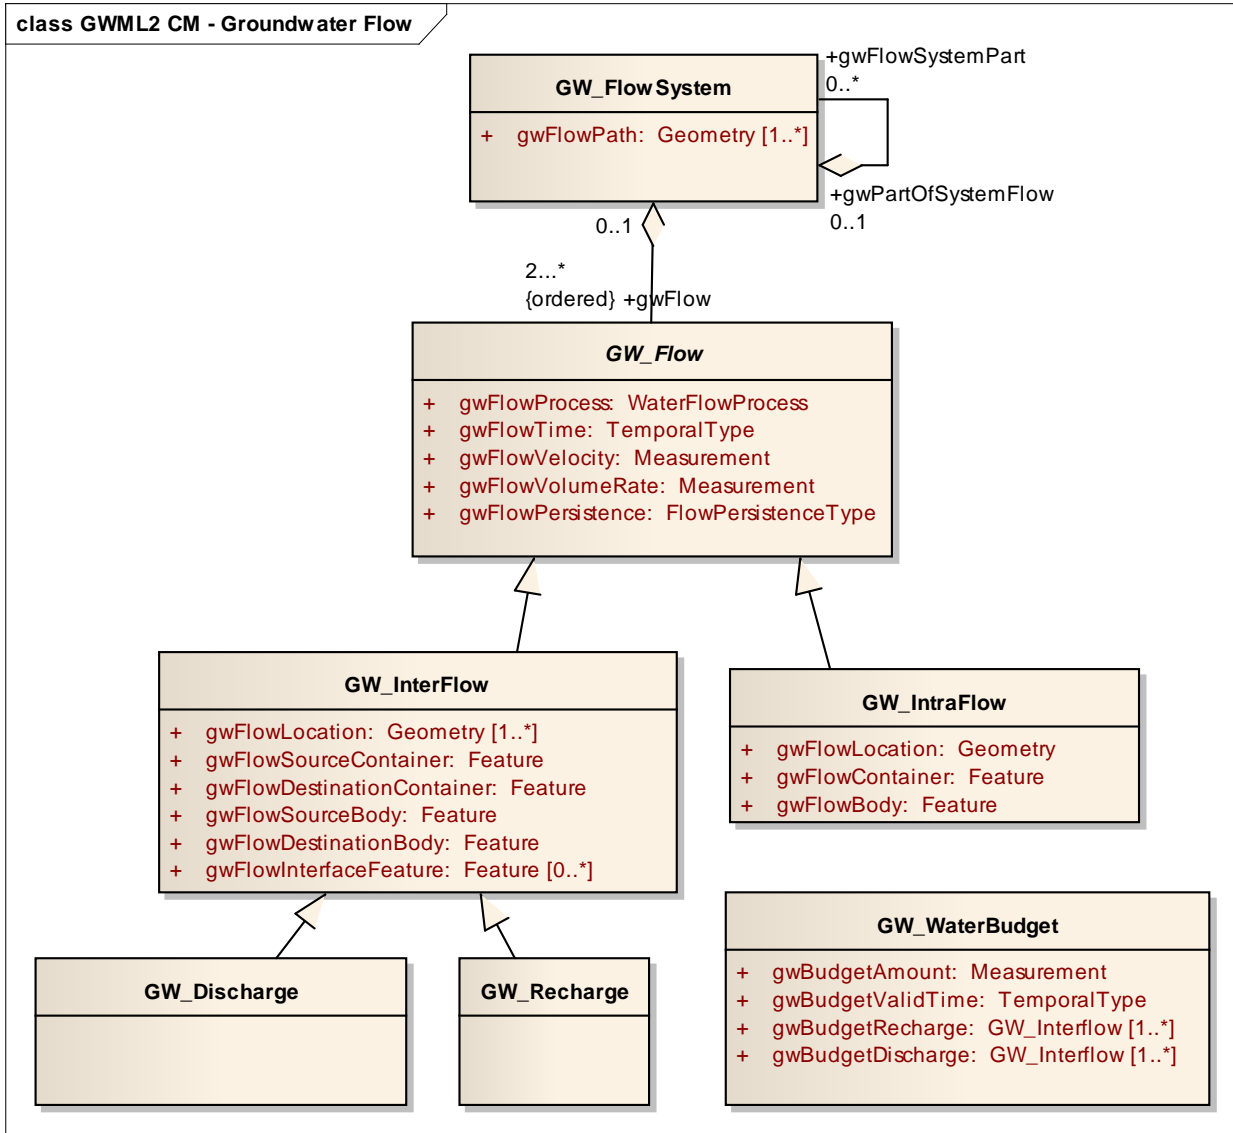 class GWML2 CM - Groundwater Flow
+gwFlowSystemPart
0..*
GW_FlowSystem
+ gwFlowPath: Geometry [1..*]
+gwPartOfSystemFlow
0..1
0..1
2...*
{ordered} +gwFlow
GW_Flow
+ gwFlowProcess: WaterFlowProcess
+ gwFlowTime: TemporalType
+ gwFlowVelocity: Measurement
+ gwFlowVolumeRate: Measurement
+ gwFlowPersistence: FlowPersistenceType
GW_InterFlow
+ gwFlowLocation: Geometry [1..*]
+ gwFlowSourceContainer: Feature
+ gwFlowDestinationContainer: Feature
+ gwFlowSourceBody: Feature
+ gwFlowDestinationBody: Feature
+ gwFlowInterfaceFeature: Feature [0..*]
GW_IntraFlow
+ gwFlowLocation: Geometry
+ gwFlowContainer: Feature
+ gwFlowBody: Feature
GW_Discharge
GW_Recharge
GW_WaterBudget
+ gwBudgetAmount: Measurement
+ gwBudgetValidTime: TemporalType
+ gwBudgetRecharge: GW_Interflow [1..*]
+ gwBudgetDischarge: GW_Interflow [1..*]